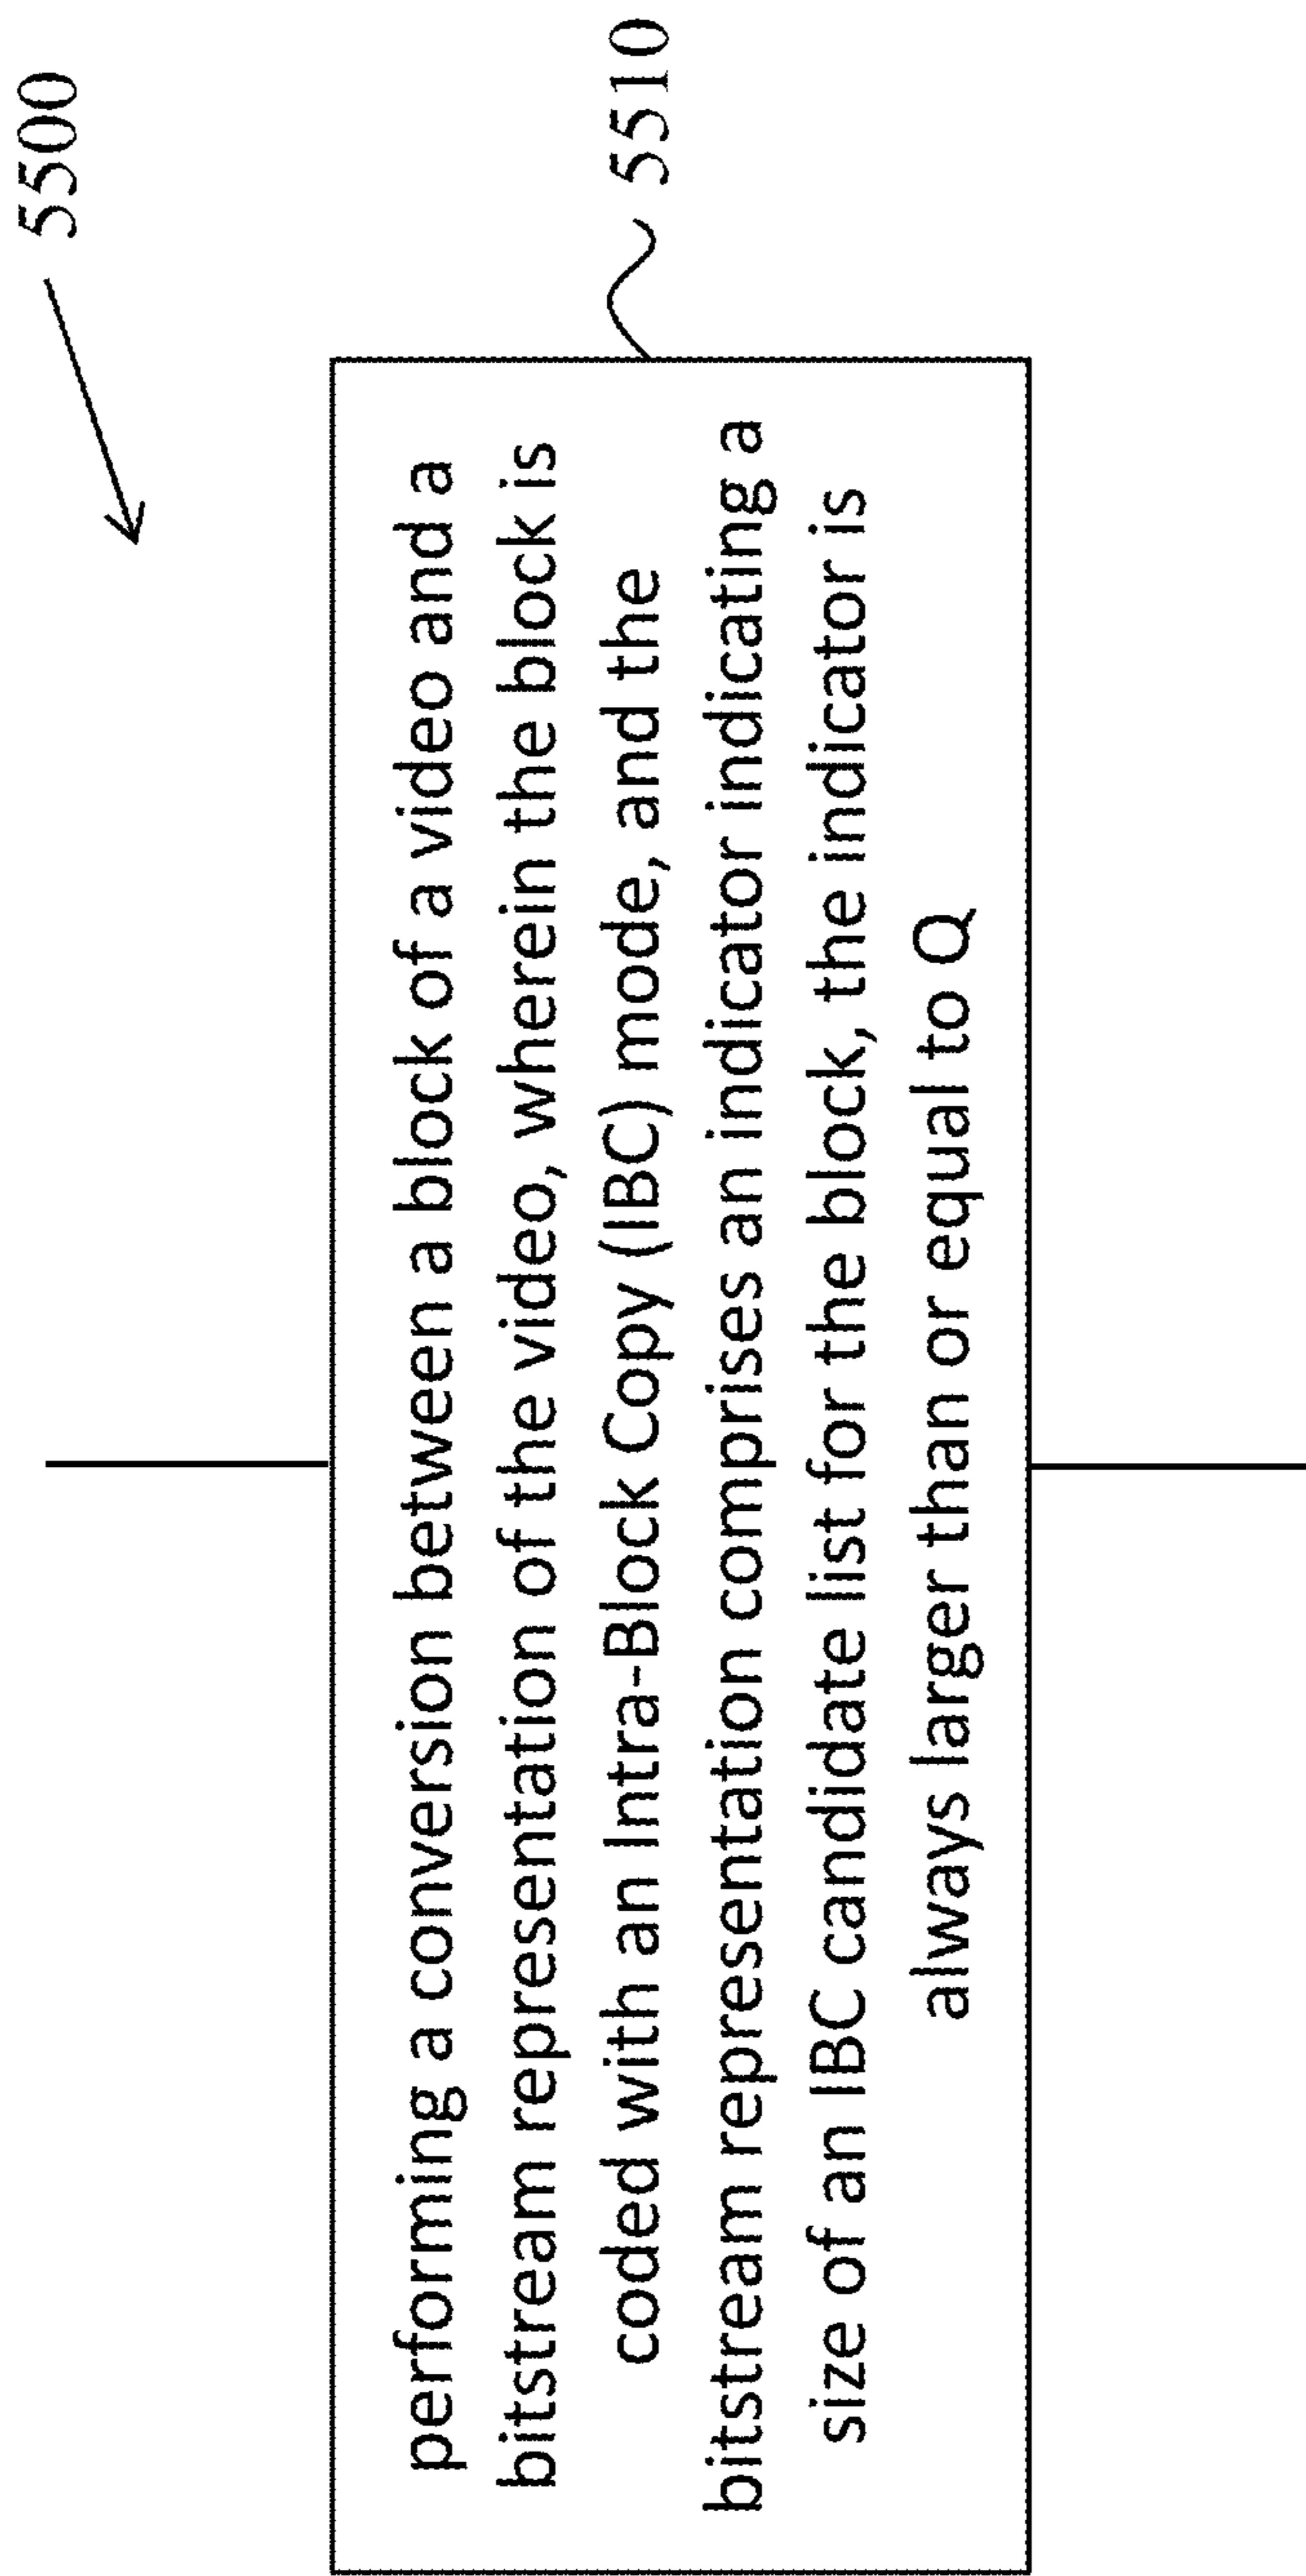 5500
5510
performing a conversion between a block of a video and a
bitstream representation of the video, wherein the block is
coded with an Intra-Block Copy (IBC) mode, and the
bitstream representation comprises an indicator indicating a
size of an IBC candidate list for the block, the indicator is
always larger than or equal to Q